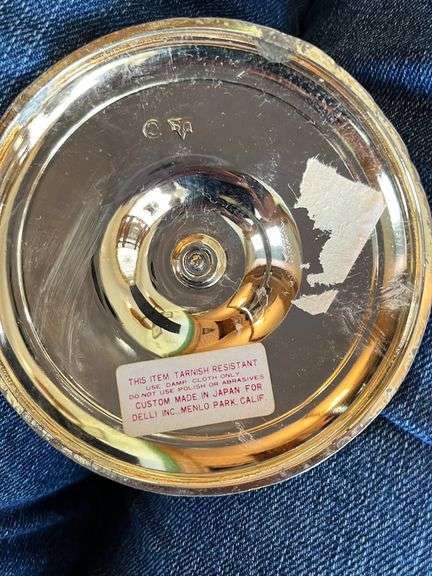 THIS ITEM TARNISH RESISTANT
USE DAMP CLOTH ONLY
DO NOT USE POLISH OR ABRASIVES
CUSTOM MADE IN JAPAN FOR
DELLI INC., MENLO PARK, CALIF.